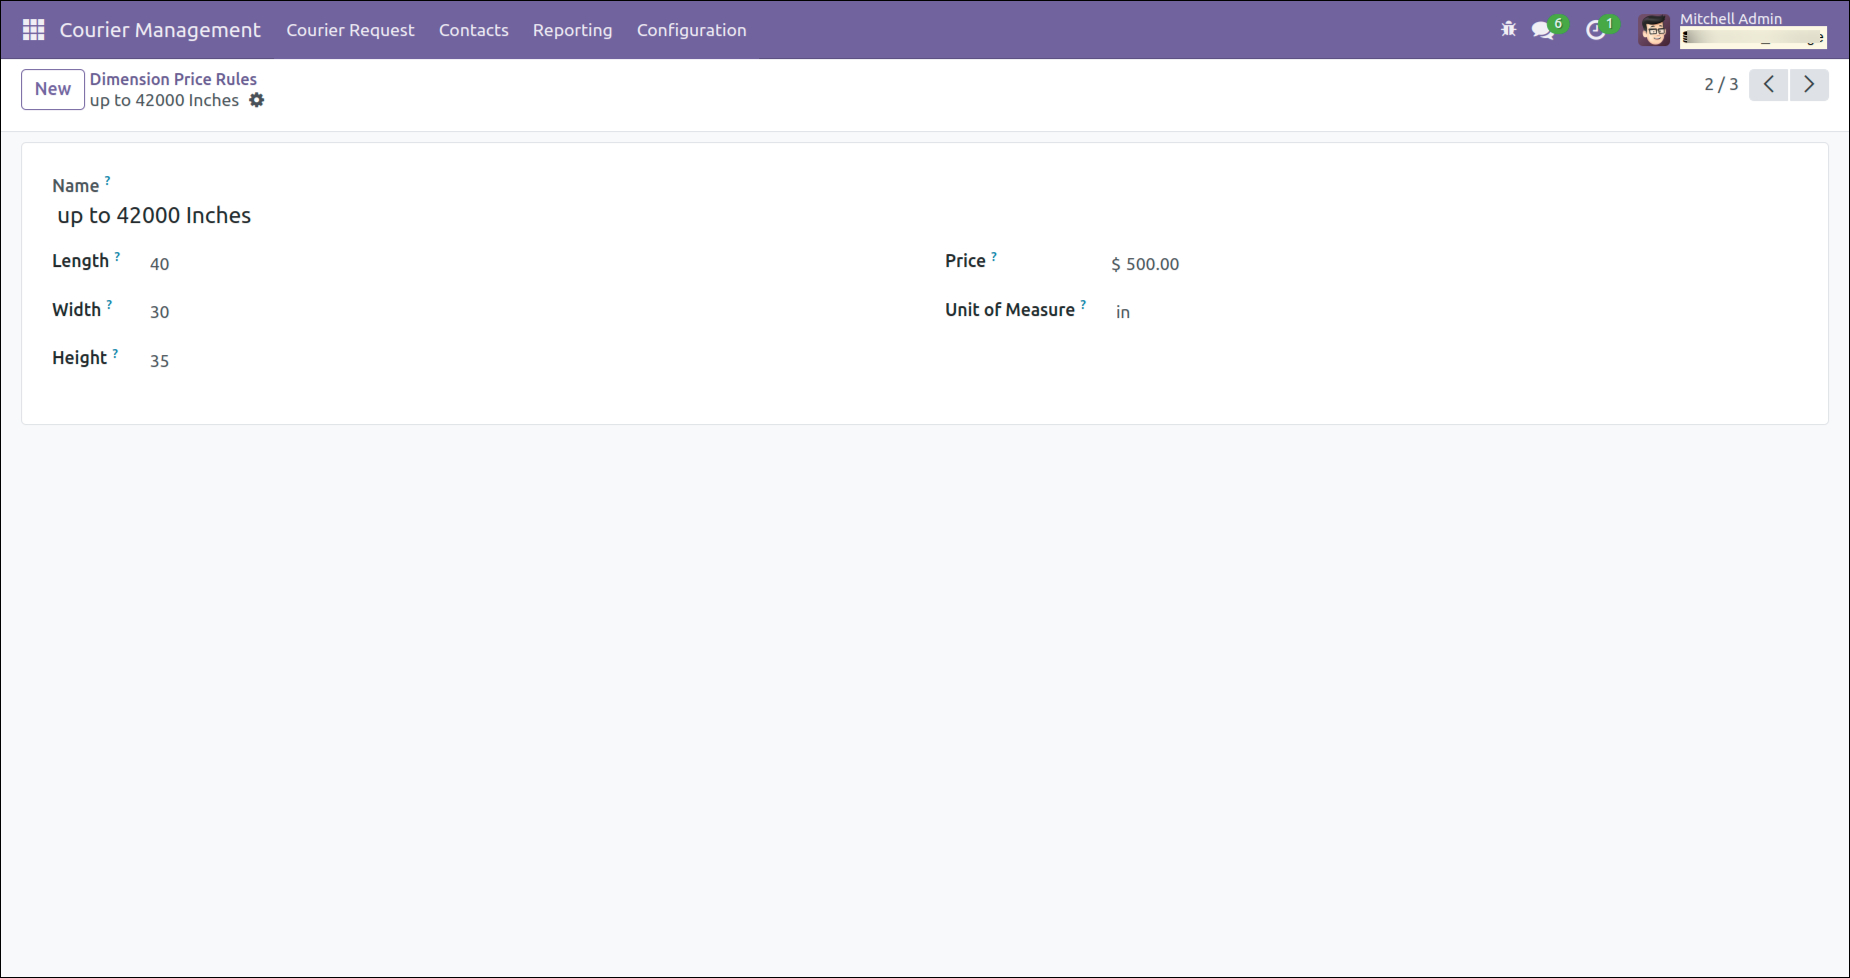 Courier Management Courier Request Contacts Reporting Configuration 6 1 Mitchell Admin
New Dimension Price Rules 2 / 3
up to 42000 Inches
Name ?
up to 42000 Inches
Length ? 40 Price ? $ 500.00
Width ? 30 Unit of Measure ? in
Height ? 35